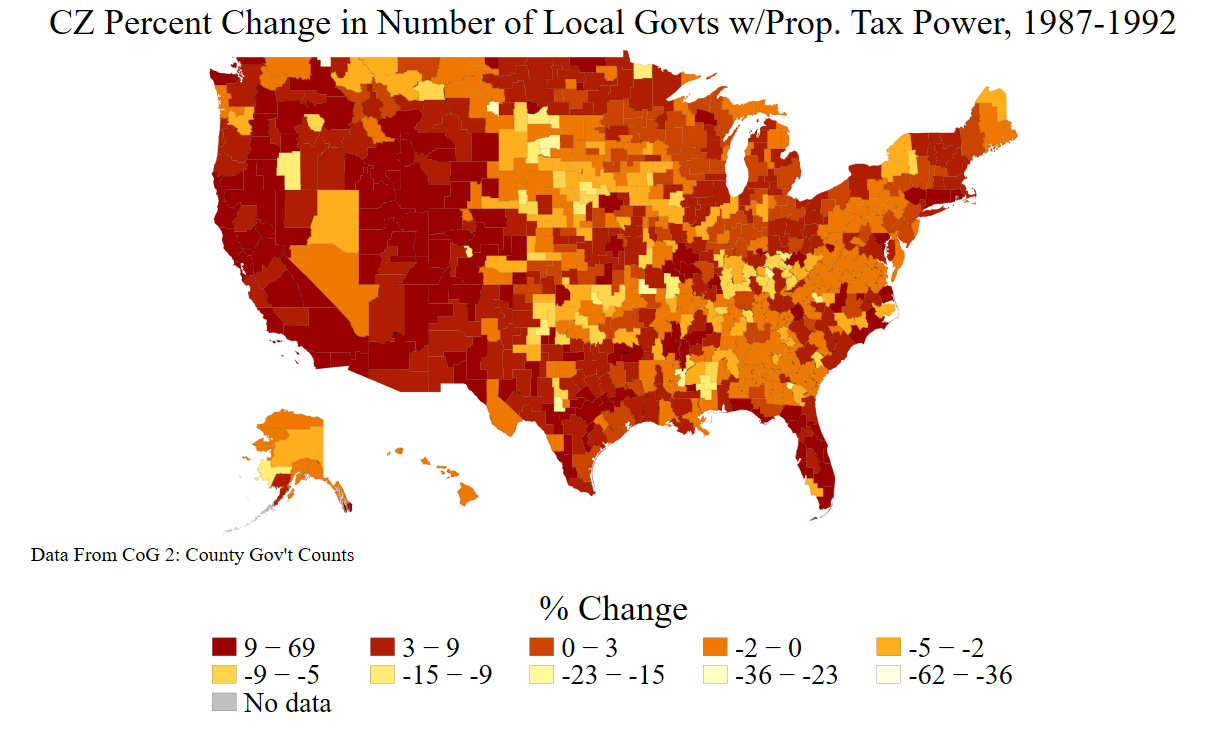 CZ Percent Change in Number of Local Govts w/Prop. Tax Power, 1987-1992
Data From CoG 2: County Gov't Counts
% Change
9 − 69 3 − 9 0 − 3 -2 − 0 -5 − -2
-9 − -5 -15 − -9 -23 − -15 -36 − -23 -62 − -36
No data